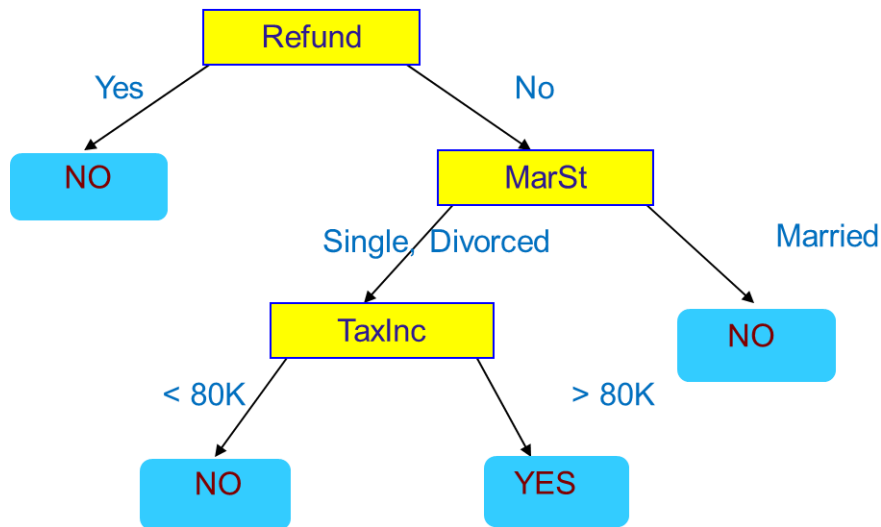 Refund
Yes
No
NO
MarSt
Single, Divorced
Married
TaxInc
NO
< 80K
> 80K
NO
YES